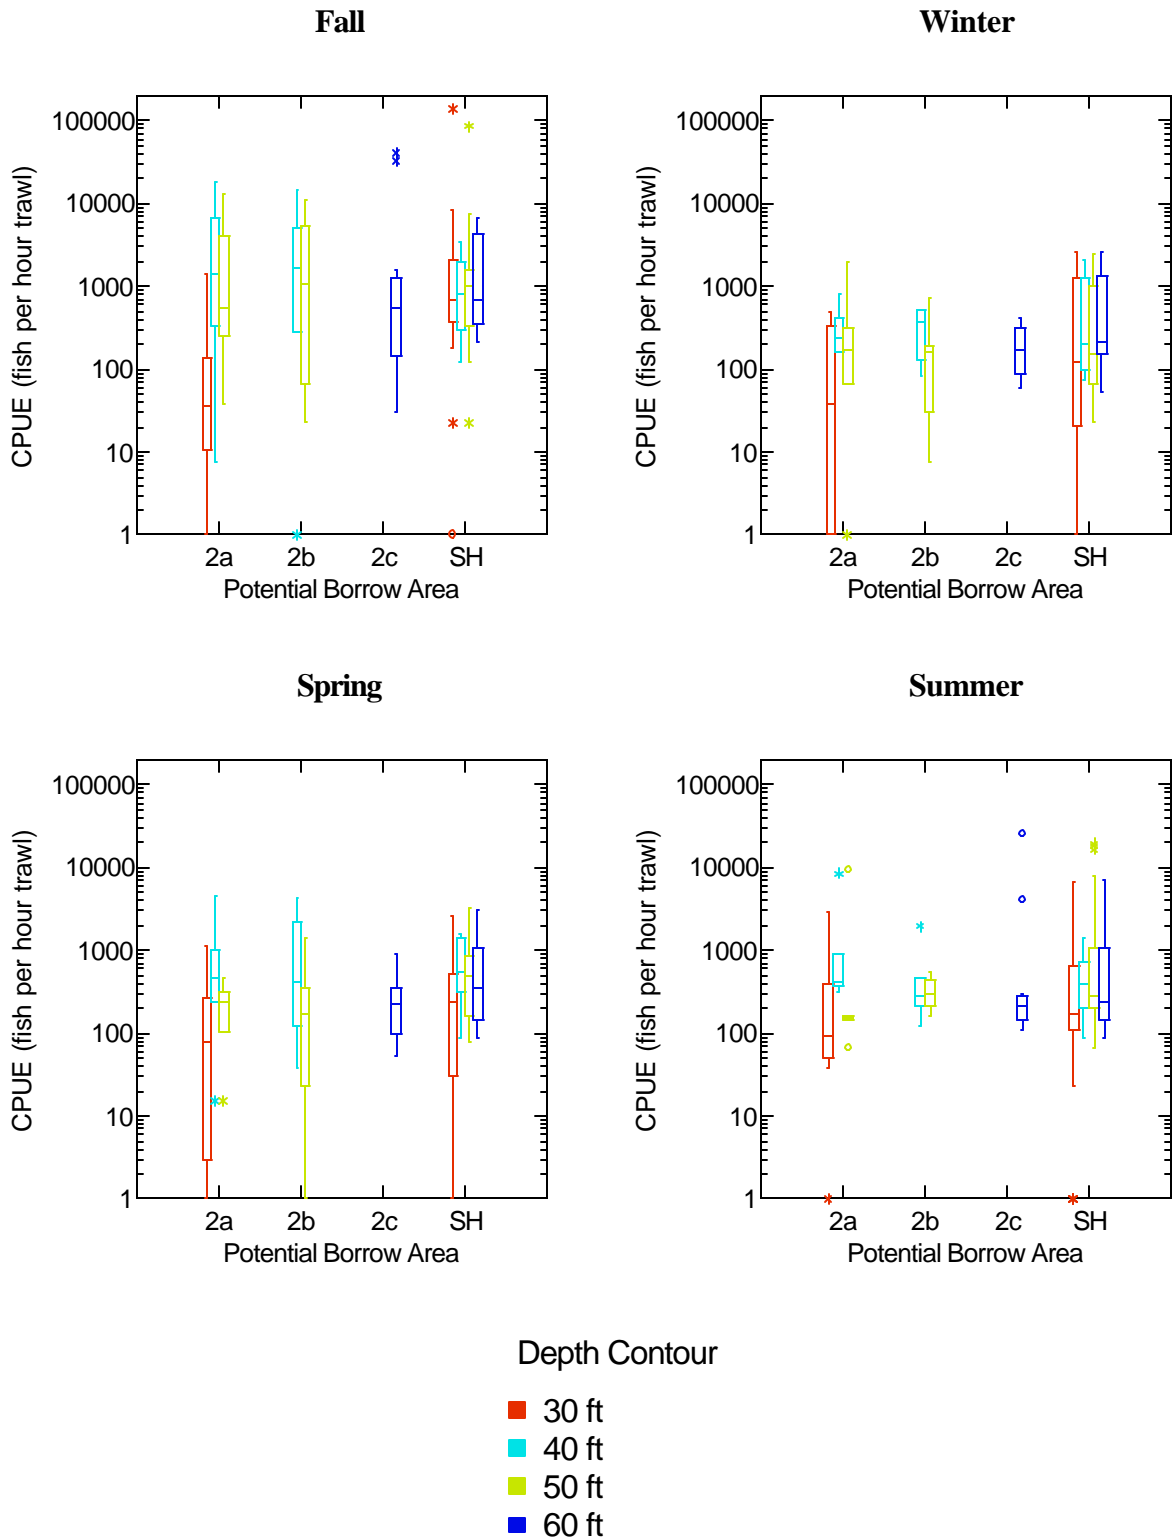 Fall
CPUE (fish per hour trawl)
100000
10000
1000
100
10
1
2a 2b 2c SH
Potential Borrow Area
Winter
CPUE (fish per hour trawl)
100000
10000
1000
100
10
1
2a 2b 2c SH
Potential Borrow Area
Spring
CPUE (fish per hour trawl)
100000
10000
1000
100
10
1
2a 2b 2c SH
Potential Borrow Area
Summer
CPUE (fish per hour trawl)
100000
10000
1000
100
10
1
2a 2b 2c SH
Potential Borrow Area
Depth Contour
30 ft
40 ft
50 ft
60 ft